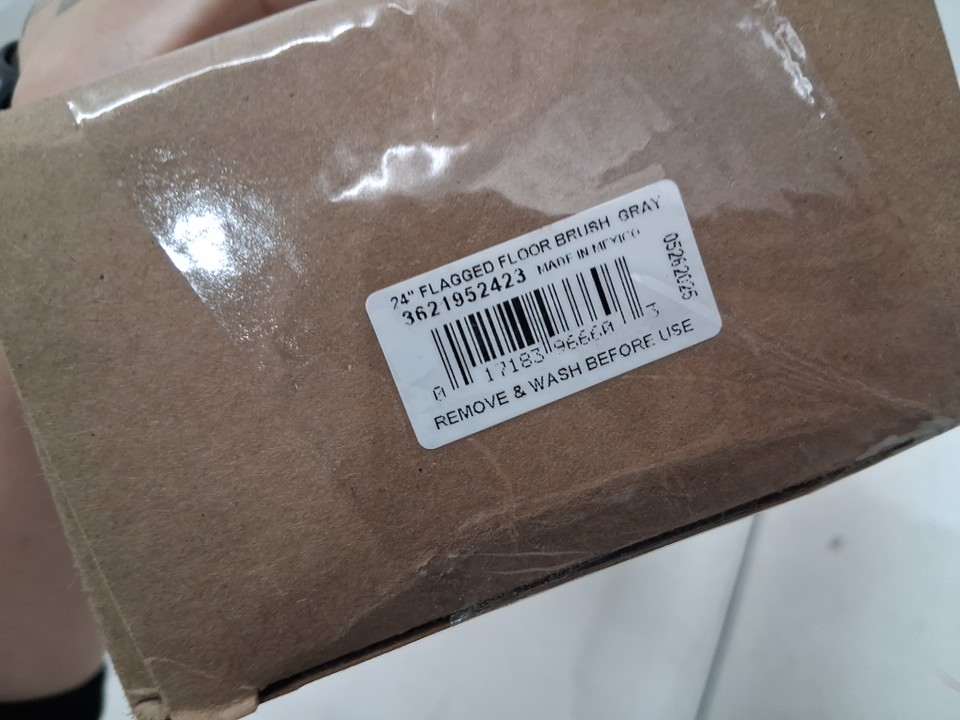 24" FLAGGED FLOOR BRUSH GRAY
3621952423 MADE IN MEXICO
05262025
0 17183 96660 3
REMOVE & WASH BEFORE USE